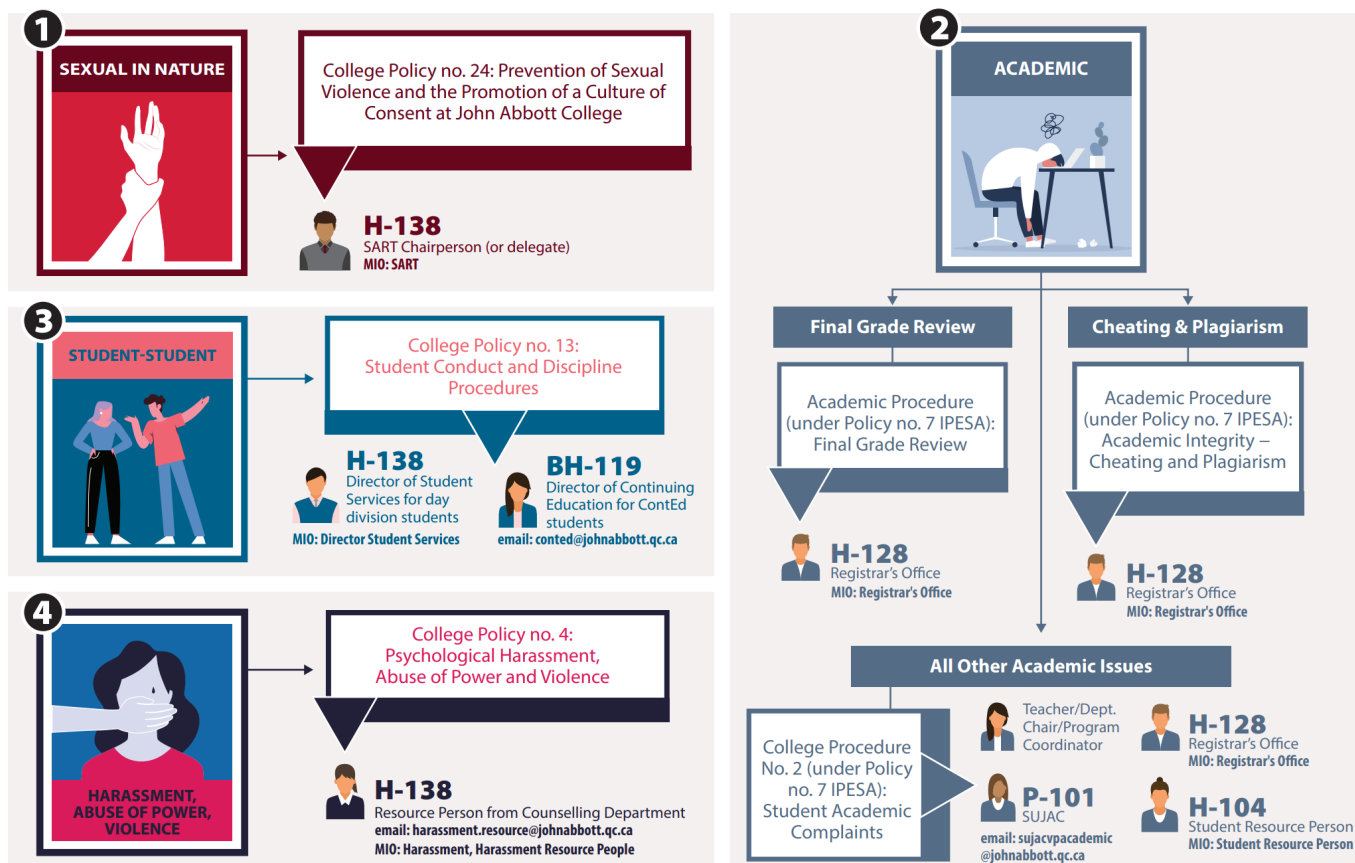 1
SEXUAL IN NATURE
College Policy no. 24: Prevention of Sexual
Violence and the Promotion of a Culture of
Consent at John Abbott College
H-138
SART Chairperson (or delegate)
MIO: SART
2
ACADEMIC
Final Grade Review
Academic Procedure
(under Policy no. 7 IPESA):
Final Grade Review
H-128
Registrar's Office
MIO: Registrar's Office
Cheating & Plagiarism
Academic Procedure
(under Policy no. 7 IPESA):
Academic Integrity –
Cheating and Plagiarism
H-128
Registrar's Office
MIO: Registrar's Office
All Other Academic Issues
College Procedure
No. 2 (under Policy
no. 7 IPESA):
Student Academic
Complaints
Teacher/Dept.
Chair/Program
Coordinator
H-128
Registrar's Office
MIO: Registrar's Office
P-101
SUJAC
email: sujacvpacademic
@johnabbott.qc.ca
H-104
Student Resource Person
MIO: Student Resource Person
3
STUDENT-STUDENT
College Policy no. 13:
Student Conduct and Discipline
Procedures
H-138
Director of Student
Services for day
division students
MIO: Director Student Services
BH-119
Director of Continuing
Education for ContEd
students
email: conted@johnabbott.qc.ca
4
HARASSMENT,
ABUSE OF POWER,
VIOLENCE
College Policy no. 4:
Psychological Harassment,
Abuse of Power and Violence
H-138
Resource Person from Counselling Department
email: harassment.resource@johnabbott.qc.ca
MIO: Harassment, Harassment Resource People